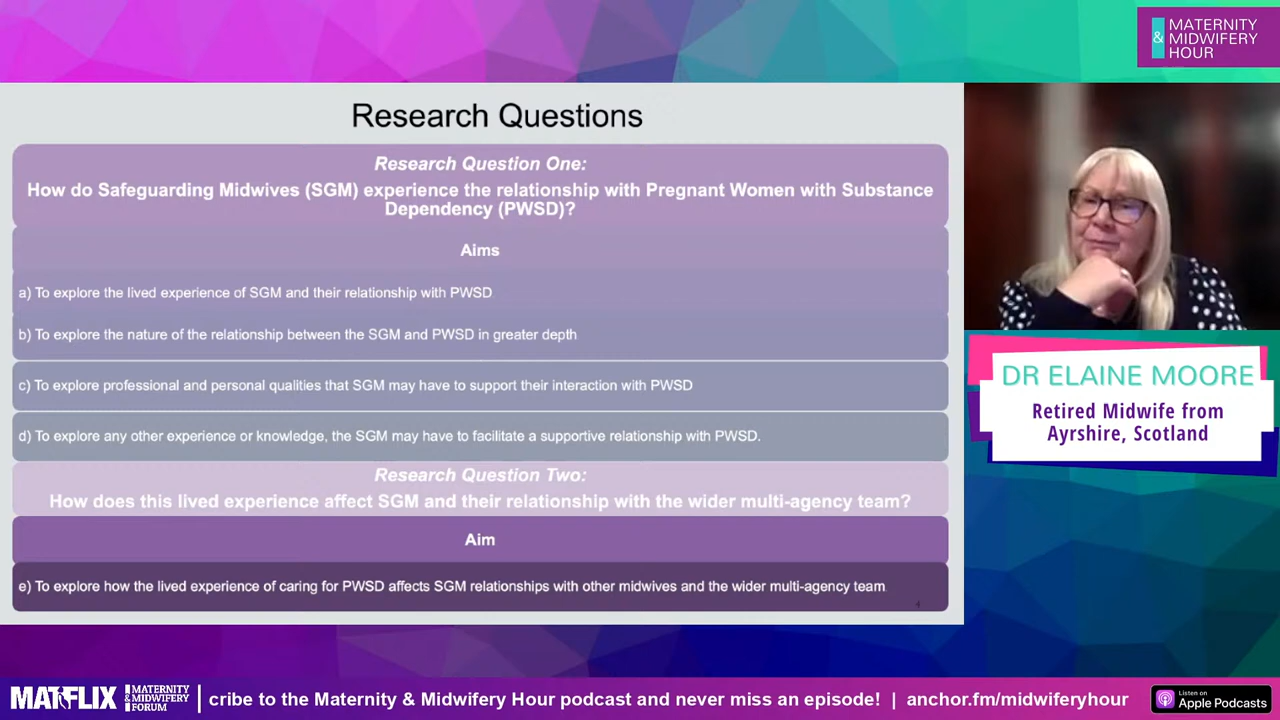 MATERNITY
& MIDWIFERY
HOUR
Research Questions
Research Question One:
How do Safeguarding Midwives (SGM) experience the relationship with Pregnant Women with Substance
Dependency (PWSD)?
Aims
a) To explore the lived experience of SGM and their relationship with PWSD
b) To explore the nature of the relationship between the SGM and PWSD in greater depth
c) To explore professional and personal qualities that SGM may have to support their interaction with PWSD
d) To explore any other experience or knowledge, the SGM may have to facilitate a supportive relationship with PWSD.
Research Question Two:
How does this lived experience affect SGM and their relationship with the wider multi-agency team?
Aim
e) To explore how the lived experience of caring for PWSD affects SGM relationships with other midwives and the wider multi-agency team
4
DR ELAINE MOORE
Retired Midwife from
Ayrshire, Scotland
MATFLIX
MATERNITY
& MIDWIFERY
FORUM
cribe to the Maternity & Midwifery Hour podcast and never miss an episode! | anchor.fm/midwiferyhour
Listen on
Apple Podcasts